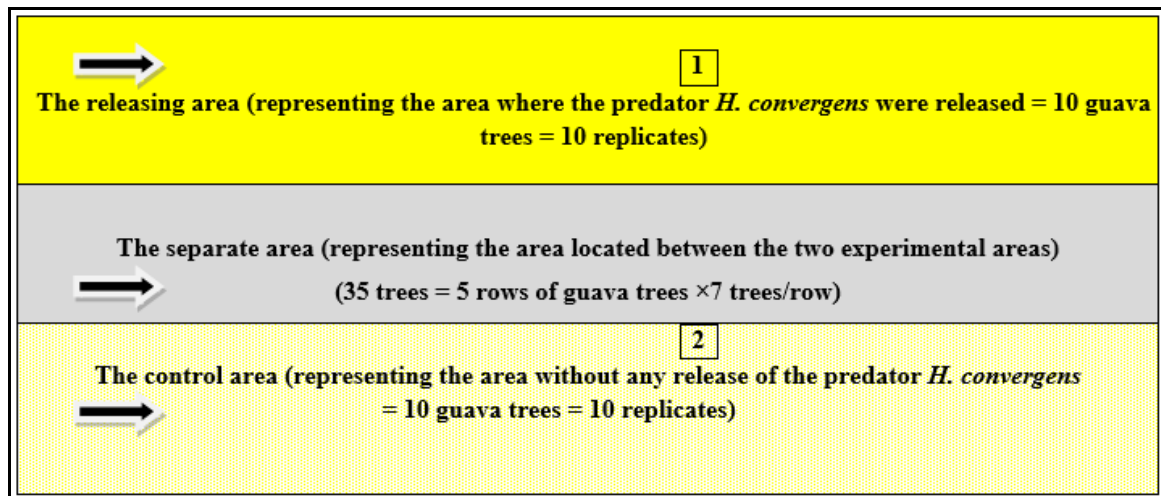 1
The releasing area (representing the area where the predator H. convergens were released = 10 guava
trees = 10 replicates)
The separate area (representing the area located between the two experimental areas)
(35 trees = 5 rows of guava trees ×7 trees/row)
2
The control area (representing the area without any release of the predator H. convergens
= 10 guava trees = 10 replicates)